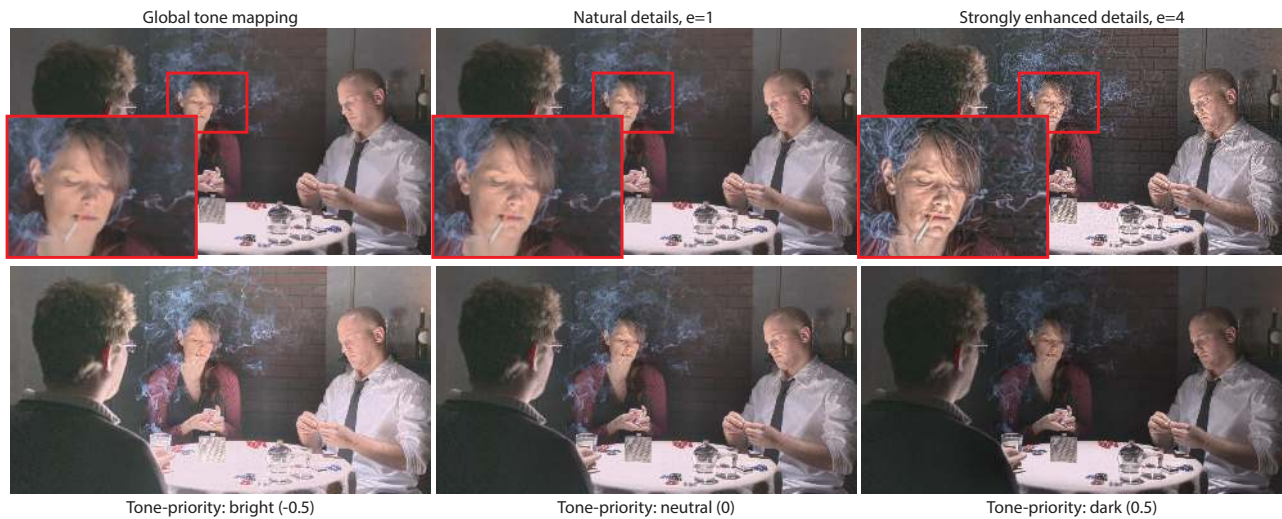 Global tone mapping
Natural details, e=1
Strongly enhanced details, e=4
Tone-priority: bright (-0.5)
Tone-priority: neutral (0)
Tone-priority: dark (0.5)